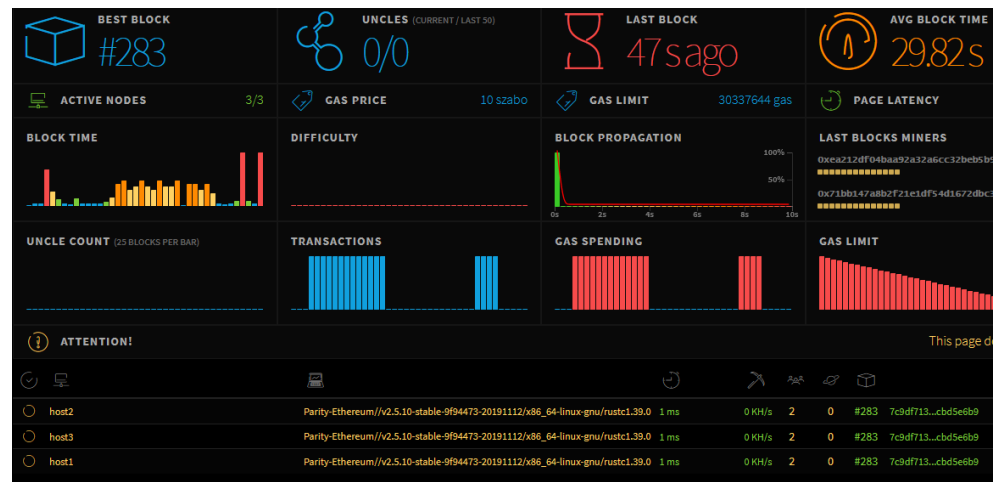 BEST BLOCK
#283
UNCLES (CURRENT / LAST 50)
0/0
LAST BLOCK
47 s ago
AVG BLOCK TIME
29.82 s
ACTIVE NODES 3/3
GAS PRICE 10 szabo
GAS LIMIT 30337644 gas
PAGE LATENCY
BLOCK TIME
DIFFICULTY
BLOCK PROPAGATION
100%
50%
0s 2s 4s 6s 8s 10s
LAST BLOCKS MINERS
0xea212df04baa92a32a6cc32beb5b9
0x71bb147a8b2f21e1df54d1672dbc3
UNCLE COUNT (25 BLOCKS PER BAR)
TRANSACTIONS
GAS SPENDING
GAS LIMIT
ATTENTION! This page d
host2 Parity-Ethereum//v2.5.10-stable-9f94473-20191112/x86_64-linux-gnu/rustc1.39.0 1 ms 0 KH/s 2 0 #283 7c9df713...cbd5e6b9
host3 Parity-Ethereum//v2.5.10-stable-9f94473-20191112/x86_64-linux-gnu/rustc1.39.0 1 ms 0 KH/s 2 0 #283 7c9df713...cbd5e6b9
host1 Parity-Ethereum//v2.5.10-stable-9f94473-20191112/x86_64-linux-gnu/rustc1.39.0 1 ms 0 KH/s 2 0 #283 7c9df713...cbd5e6b9